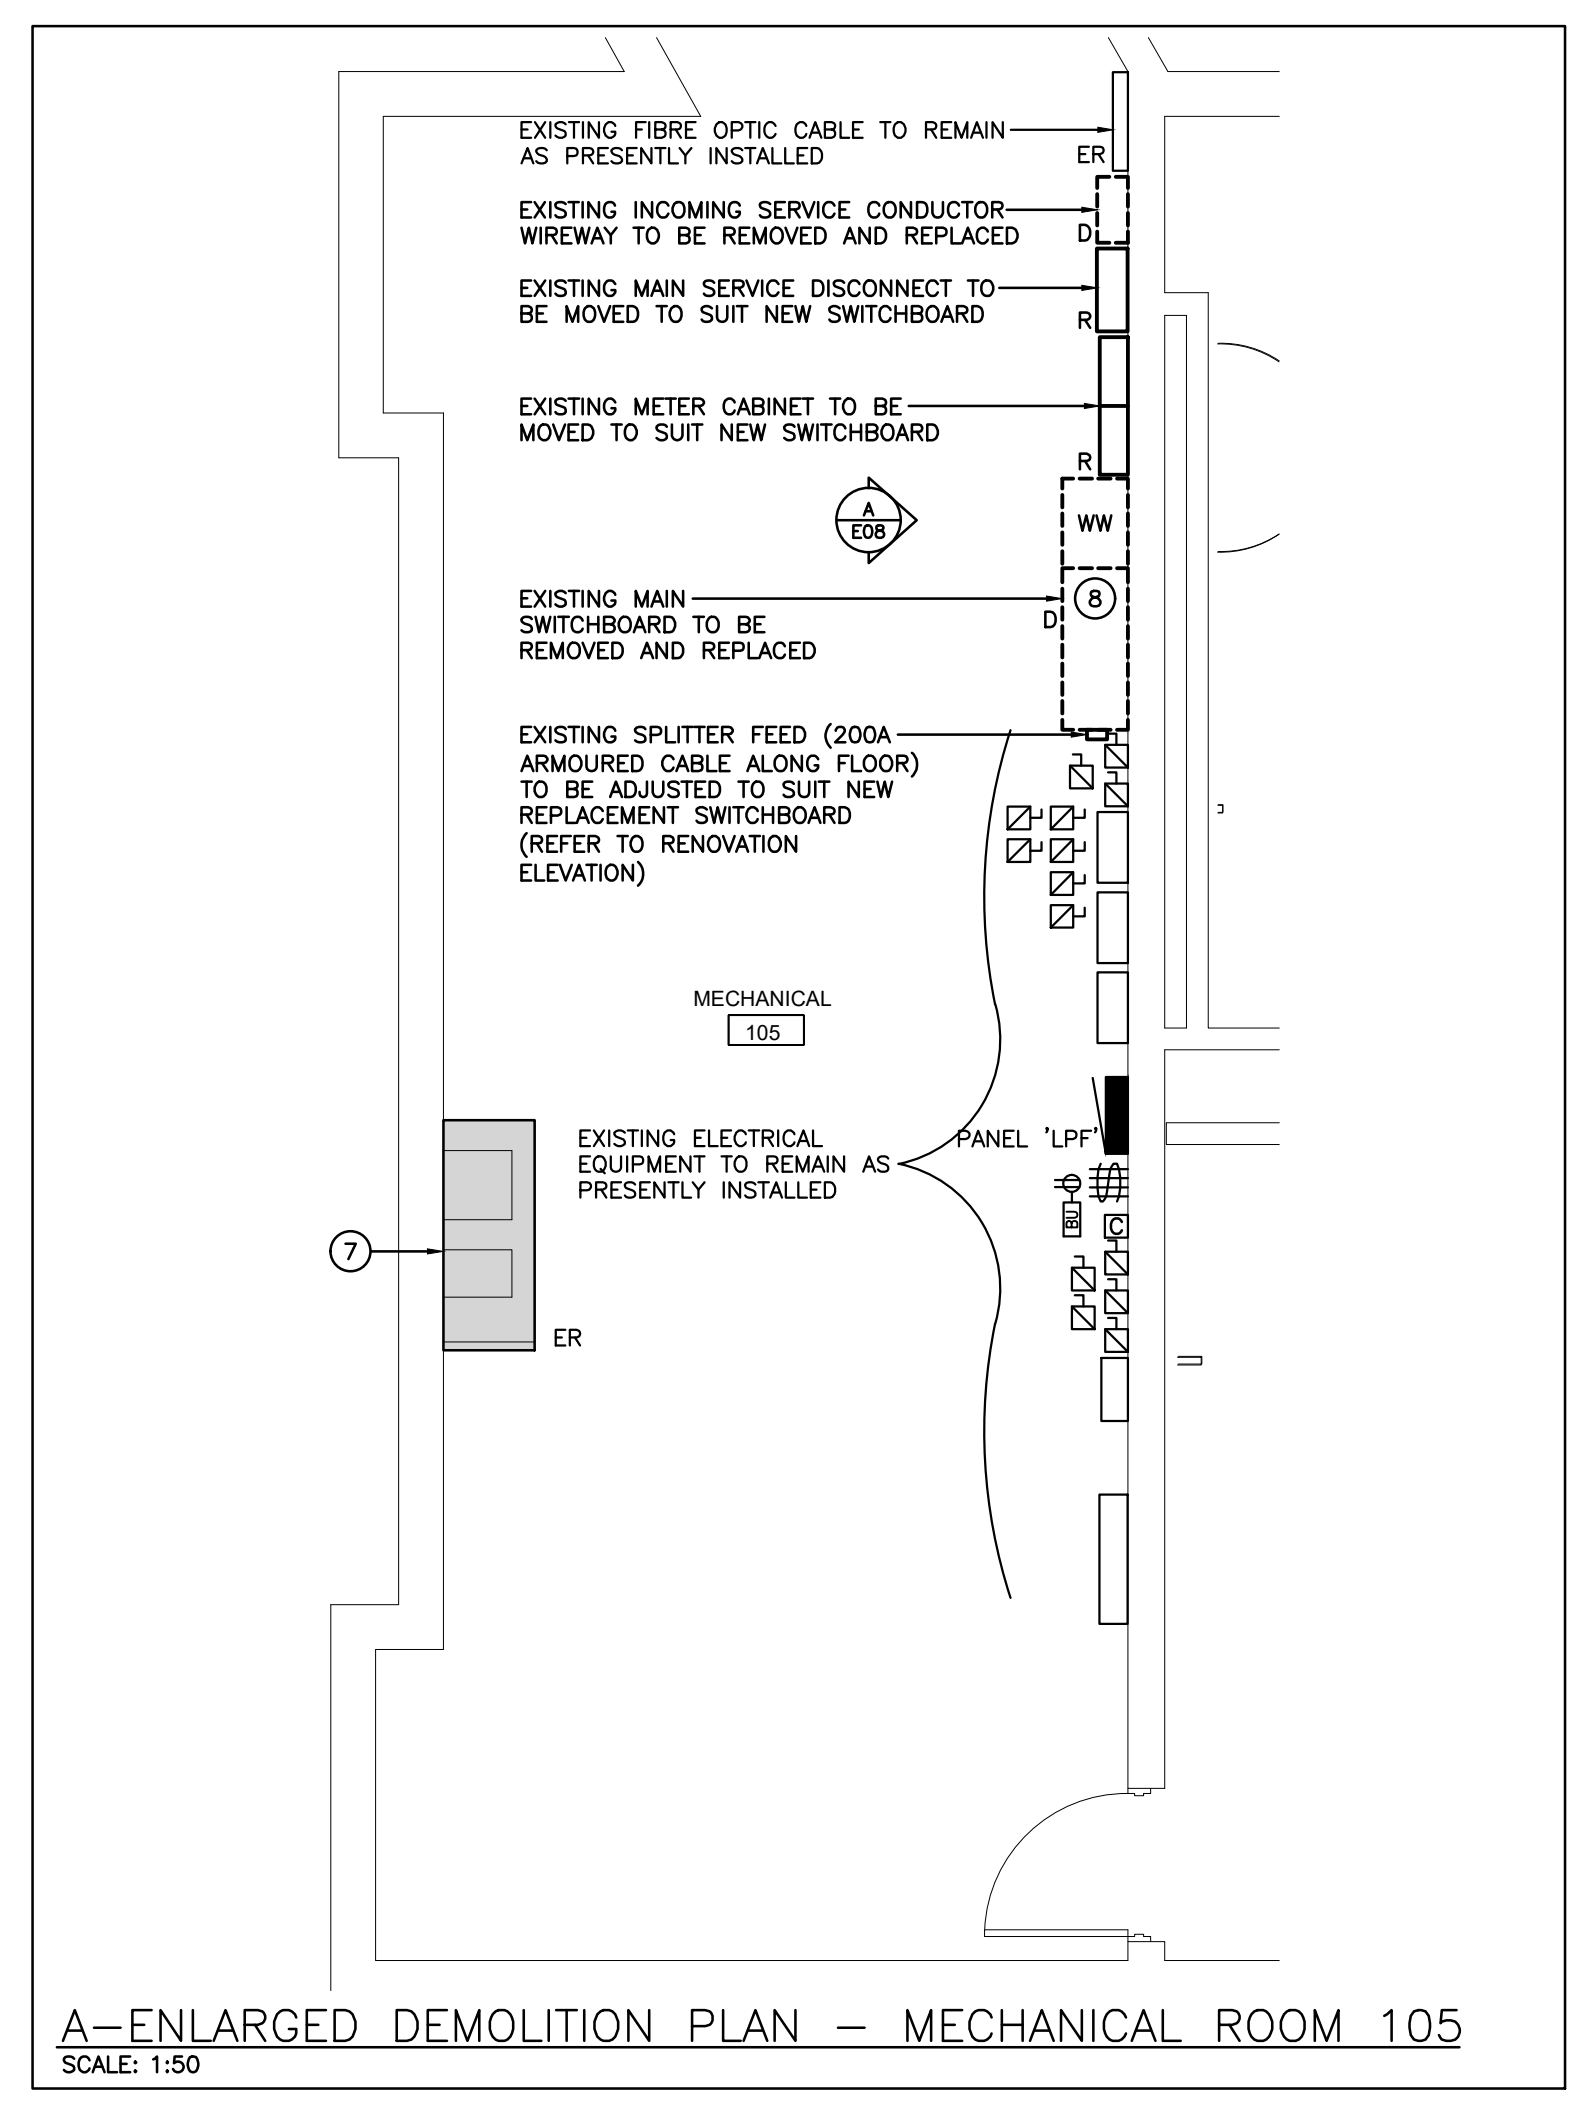 EXISTING FIBRE OPTIC CABLE TO REMAIN
AS PRESENTLY INSTALLED
ER
EXISTING INCOMING SERVICE CONDUCTOR
WIREWAY TO BE REMOVED AND REPLACED
D
EXISTING MAIN SERVICE DISCONNECT TO
BE MOVED TO SUIT NEW SWITCHBOARD
R
EXISTING METER CABINET TO BE
MOVED TO SUIT NEW SWITCHBOARD
R
A
E08
WW
8
EXISTING MAIN
SWITCHBOARD TO BE
REMOVED AND REPLACED
D
EXISTING SPLITTER FEED (200A
ARMOURED CABLE ALONG FLOOR)
TO BE ADJUSTED TO SUIT NEW
REPLACEMENT SWITCHBOARD
(REFER TO RENOVATION
ELEVATION)
MECHANICAL
105
EXISTING ELECTRICAL
EQUIPMENT TO REMAIN AS
PRESENTLY INSTALLED
PANEL 'LPF'
BU
C
7
ER
A-ENLARGED DEMOLITION PLAN - MECHANICAL ROOM 105
SCALE: 1:50